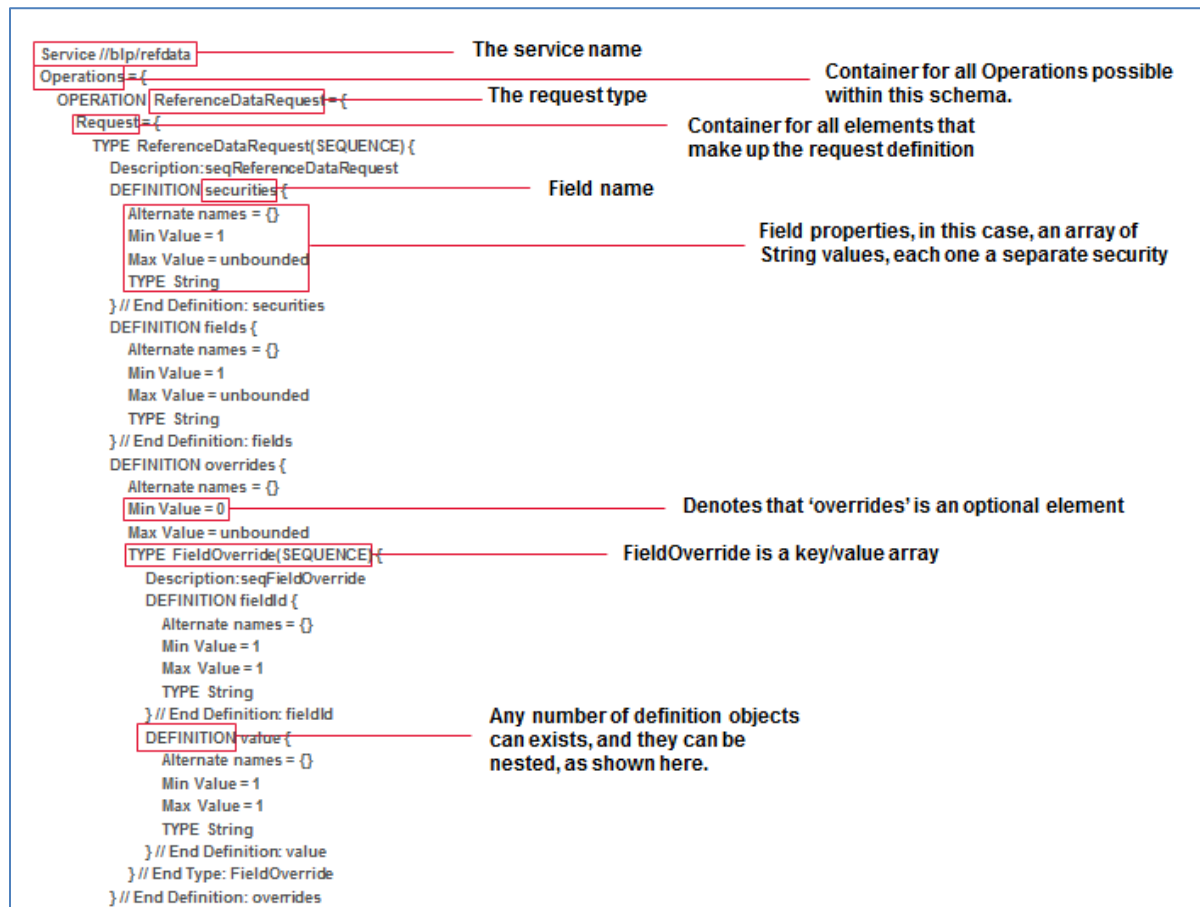 Service //blp/refdata
The service name
Operations = {
Container for all Operations possible
within this schema.
OPERATION ReferenceDataRequest = {
The request type
Request = {
Container for all elements that
make up the request definition
TYPE ReferenceDataRequest(SEQUENCE) {
Description:seqReferenceDataRequest
DEFINITION securities {
Field name
Alternate names = {}
Min Value = 1
Max Value = unbounded
TYPE String
Field properties, in this case, an array of
String values, each one a separate security
} // End Definition: securities
DEFINITION fields {
Alternate names = {}
Min Value = 1
Max Value = unbounded
TYPE String
} // End Definition: fields
DEFINITION overrides {
Alternate names = {}
Min Value = 0
Denotes that ‘overrides’ is an optional element
Max Value = unbounded
TYPE FieldOverride(SEQUENCE) {
FieldOverride is a key/value array
Description:seqFieldOverride
DEFINITION fieldId {
Alternate names = {}
Min Value = 1
Max Value = 1
TYPE String
} // End Definition: fieldId
DEFINITION value {
Any number of definition objects
can exists, and they can be
nested, as shown here.
Alternate names = {}
Min Value = 1
Max Value = 1
TYPE String
} // End Definition: value
} // End Type: FieldOverride
} // End Definition: overrides